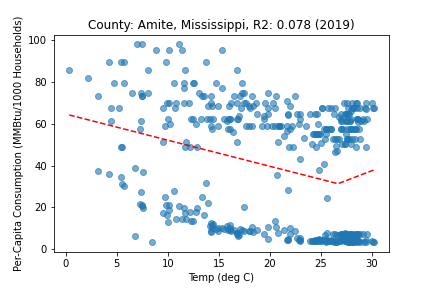 County: Amite, Mississippi, R2: 0.078 (2019)
Per-Capita Consumption (MMBtu/1000 Households)
100
80
60
40
20
0
0 5 10 15 20 25 30
Temp (deg C)